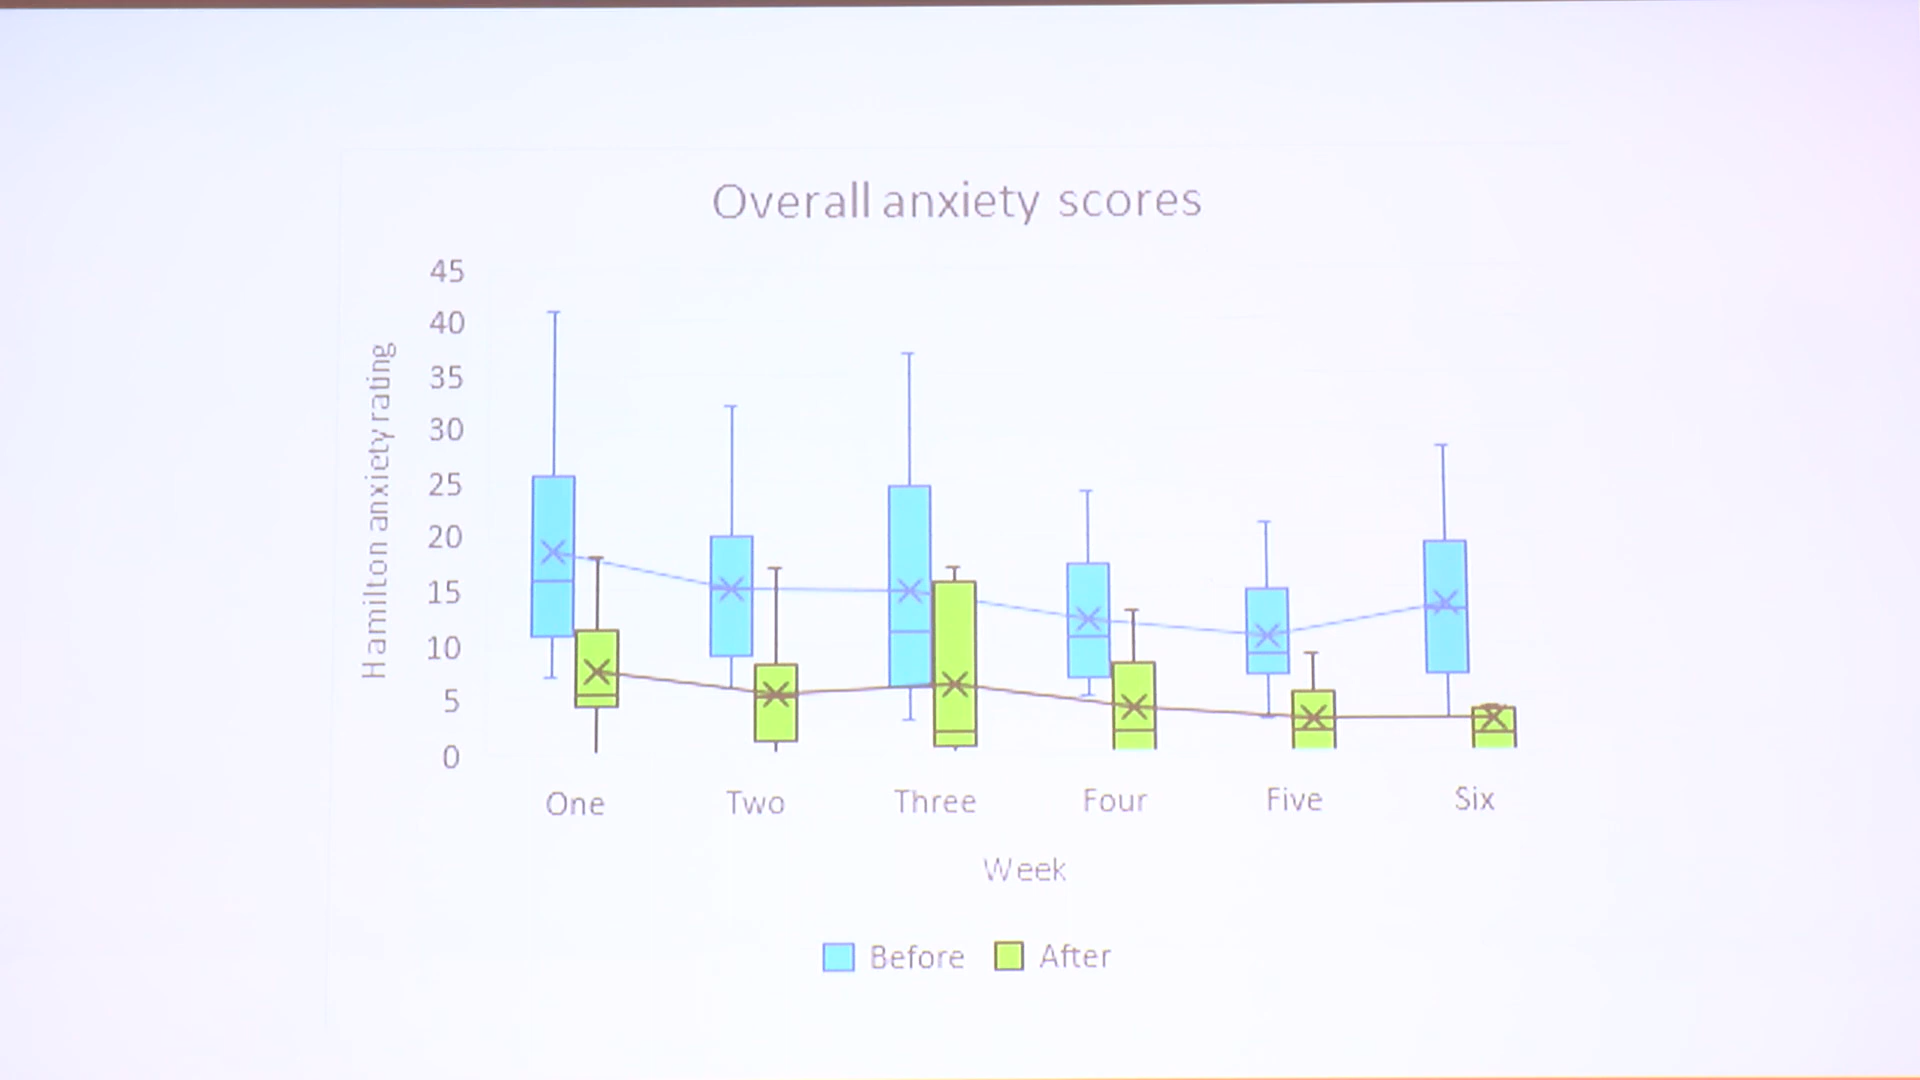 Overall anxiety scores
45
40
35
30
25
20
15
10
5
0
Hamilton anxiety rating
One Two Three Four Five Six
Week
Before After